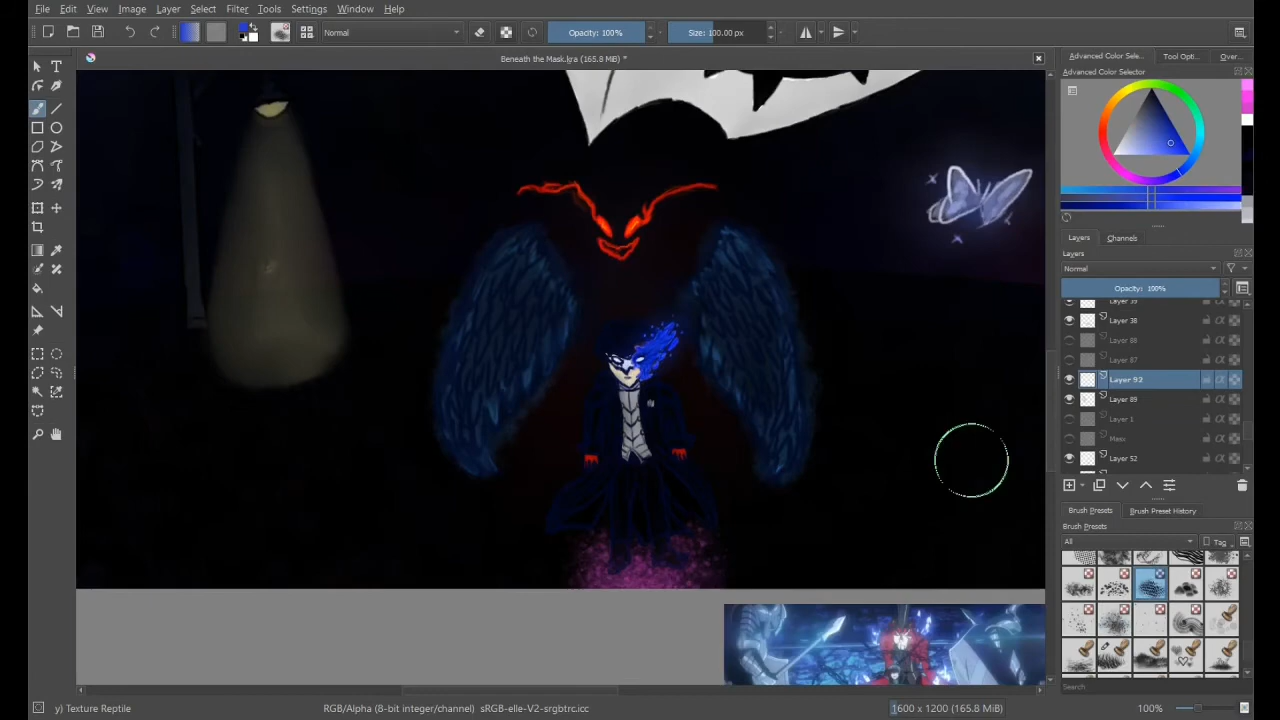 File Edit View Image Layer Select Filter Tools Settings Window Help
Normal Opacity: 100% Size: 100.00 px
Beneath the Mask.kra (165.8 MiB) *
Advanced Color Sele... Tool Opti... Over...
Advanced Color Selector
Layers Channels
Layers
Normal
Opacity: 100%
Layer 39
Layer 38
Layer 88
Layer 87
Layer 92
Layer 89
Layer 1
Mask
Layer 52
Brush Presets Brush Preset History
Brush Presets
All Tag
Search
y) Texture Reptile RGB/Alpha (8-bit integer/channel) sRGB-elle-V2-srgbtrc.icc 1600 x 1200 (165.8 MiB) 100%